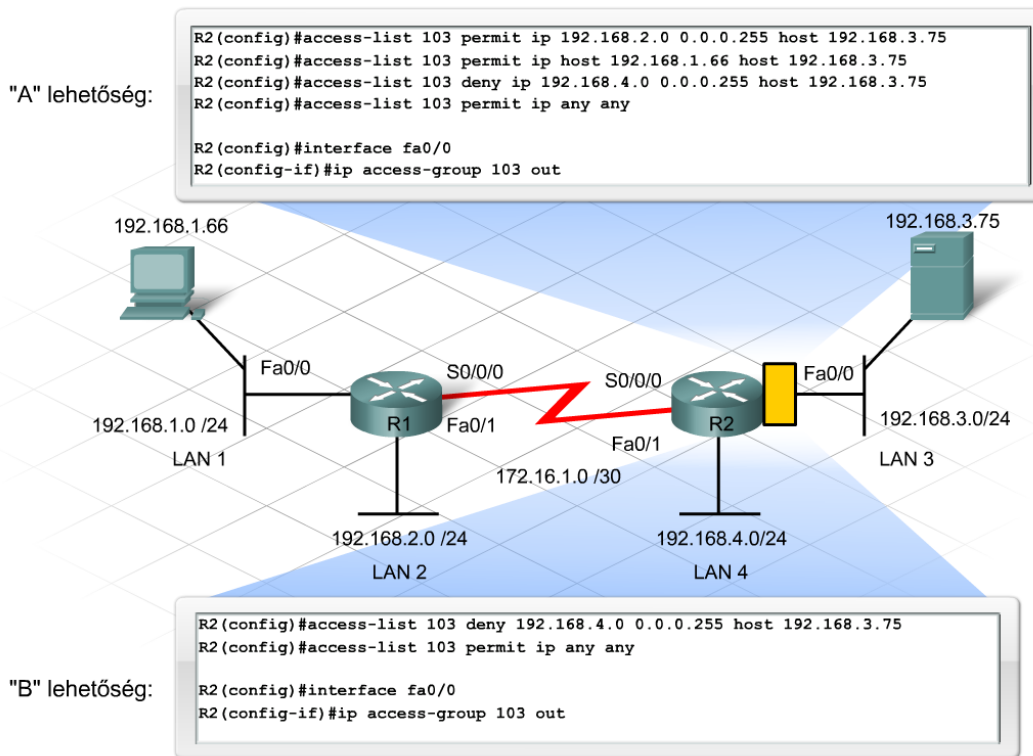 R2(config)#access-list 103 permit ip 192.168.2.0 0.0.0.255 host 192.168.3.75
R2(config)#access-list 103 permit ip host 192.168.1.66 host 192.168.3.75
R2(config)#access-list 103 deny ip 192.168.4.0 0.0.0.255 host 192.168.3.75
R2(config)#access-list 103 permit ip any any
R2(config)#interface fa0/0
R2(config-if)#ip access-group 103 out
"A" lehetőség:
192.168.1.66
192.168.3.75
Fa0/0
S0/0/0
S0/0/0
Fa0/0
R1
R2
Fa0/1
Fa0/1
192.168.1.0 /24
LAN 1
172.16.1.0 /30
192.168.3.0/24
LAN 3
192.168.2.0 /24
LAN 2
192.168.4.0/24
LAN 4
R2(config)#access-list 103 deny 192.168.4.0 0.0.0.255 host 192.168.3.75
R2(config)#access-list 103 permit ip any any
R2(config)#interface fa0/0
R2(config-if)#ip access-group 103 out
"B" lehetőség: